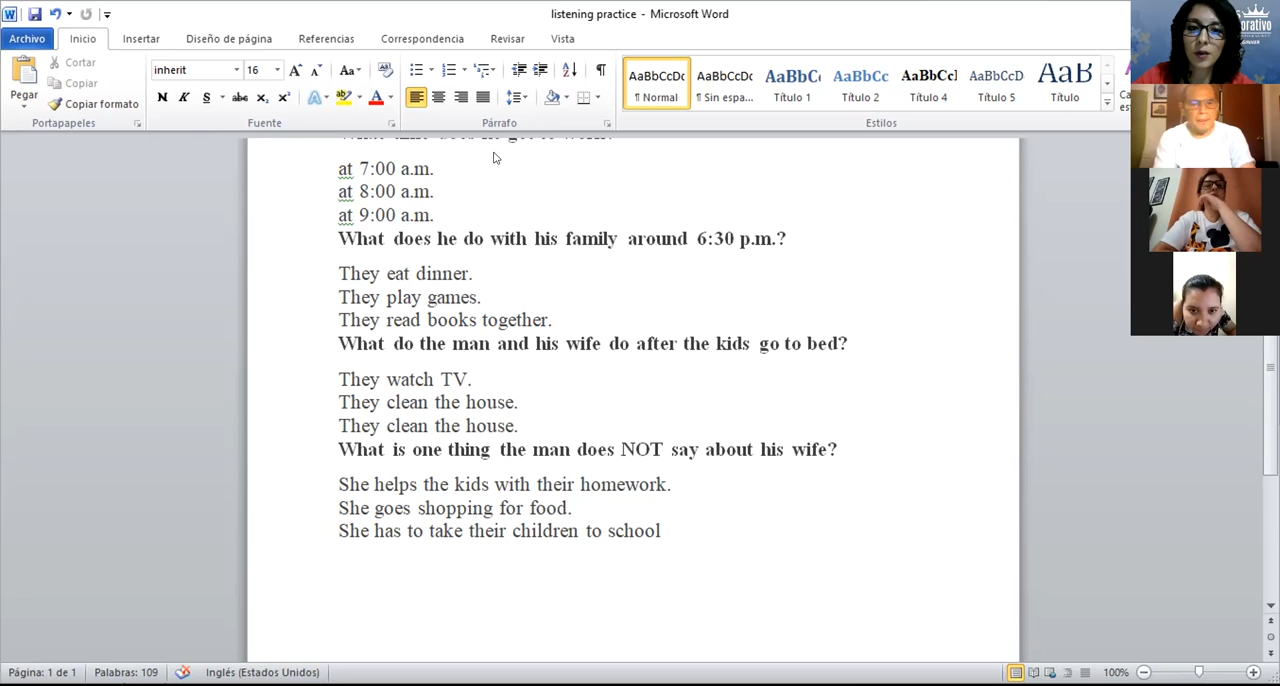 listening practice - Microsoft Word
Archivo Inicio Insertar Diseño de página Referencias Correspondencia Revisar Vista
Pegar
Cortar
Copiar
Copiar formato
Portapapeles
inherit 16
N K S abc x₂ x²
Fuente
Párrafo
AaBbCcDc AaBbCcDc AaBbC AaBbCc AaBbCcI AaBbCcD AaB
¶ Normal ¶ Sin espa... Título 1 Título 2 Título 4 Título 5 Título
Estilos
at 7:00 a.m.
at 8:00 a.m.
at 9:00 a.m.
What does he do with his family around 6:30 p.m.?
They eat dinner.
They play games.
They read books together.
What do the man and his wife do after the kids go to bed?
They watch TV.
They clean the house.
They clean the house.
What is one thing the man does NOT say about his wife?
She helps the kids with their homework.
She goes shopping for food.
She has to take their children to school
Página: 1 de 1 Palabras: 109 Inglés (Estados Unidos) 100%